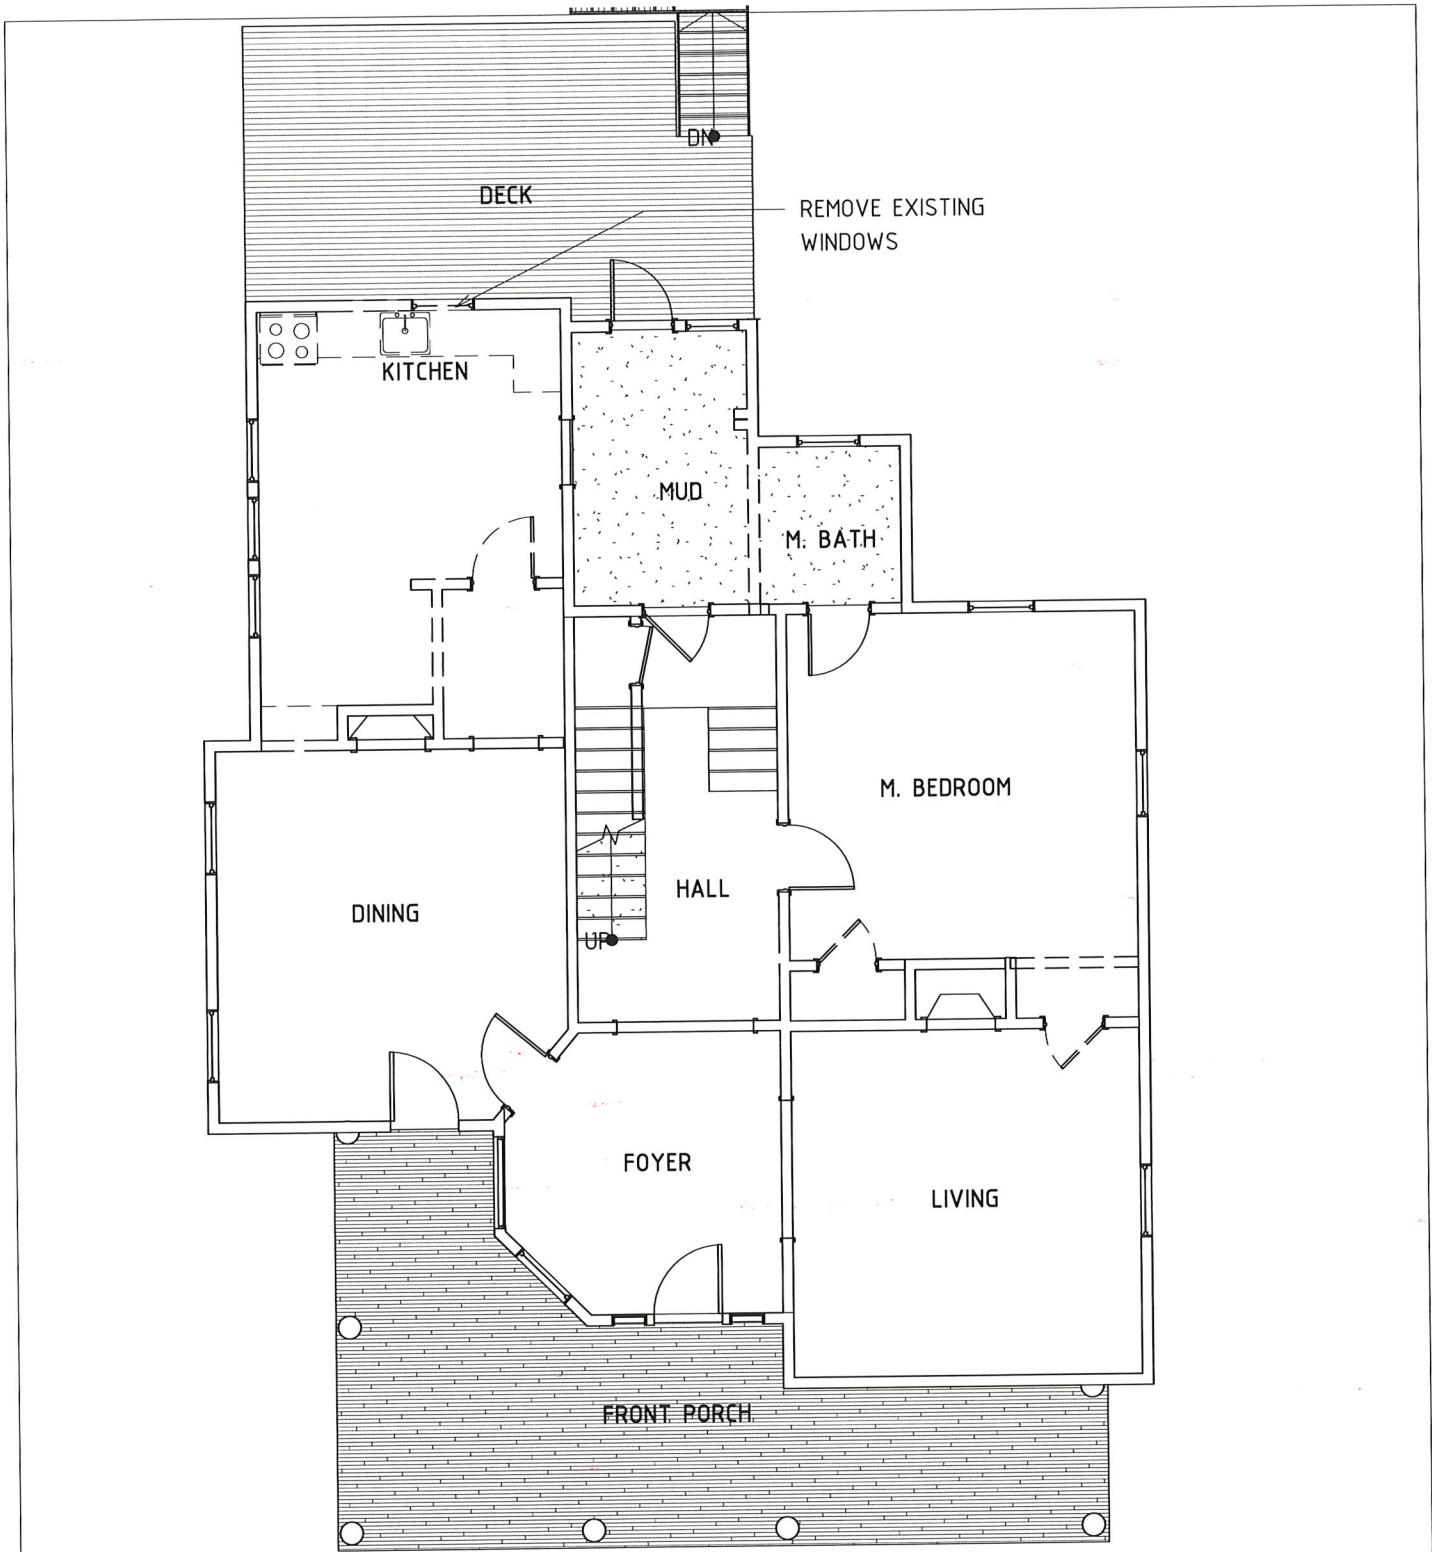 DN
DECK
REMOVE EXISTING
WINDOWS
KITCHEN
MUD
M. BATH
M. BEDROOM
HALL
DINING
UP
FOYER
LIVING
FRONT PORCH